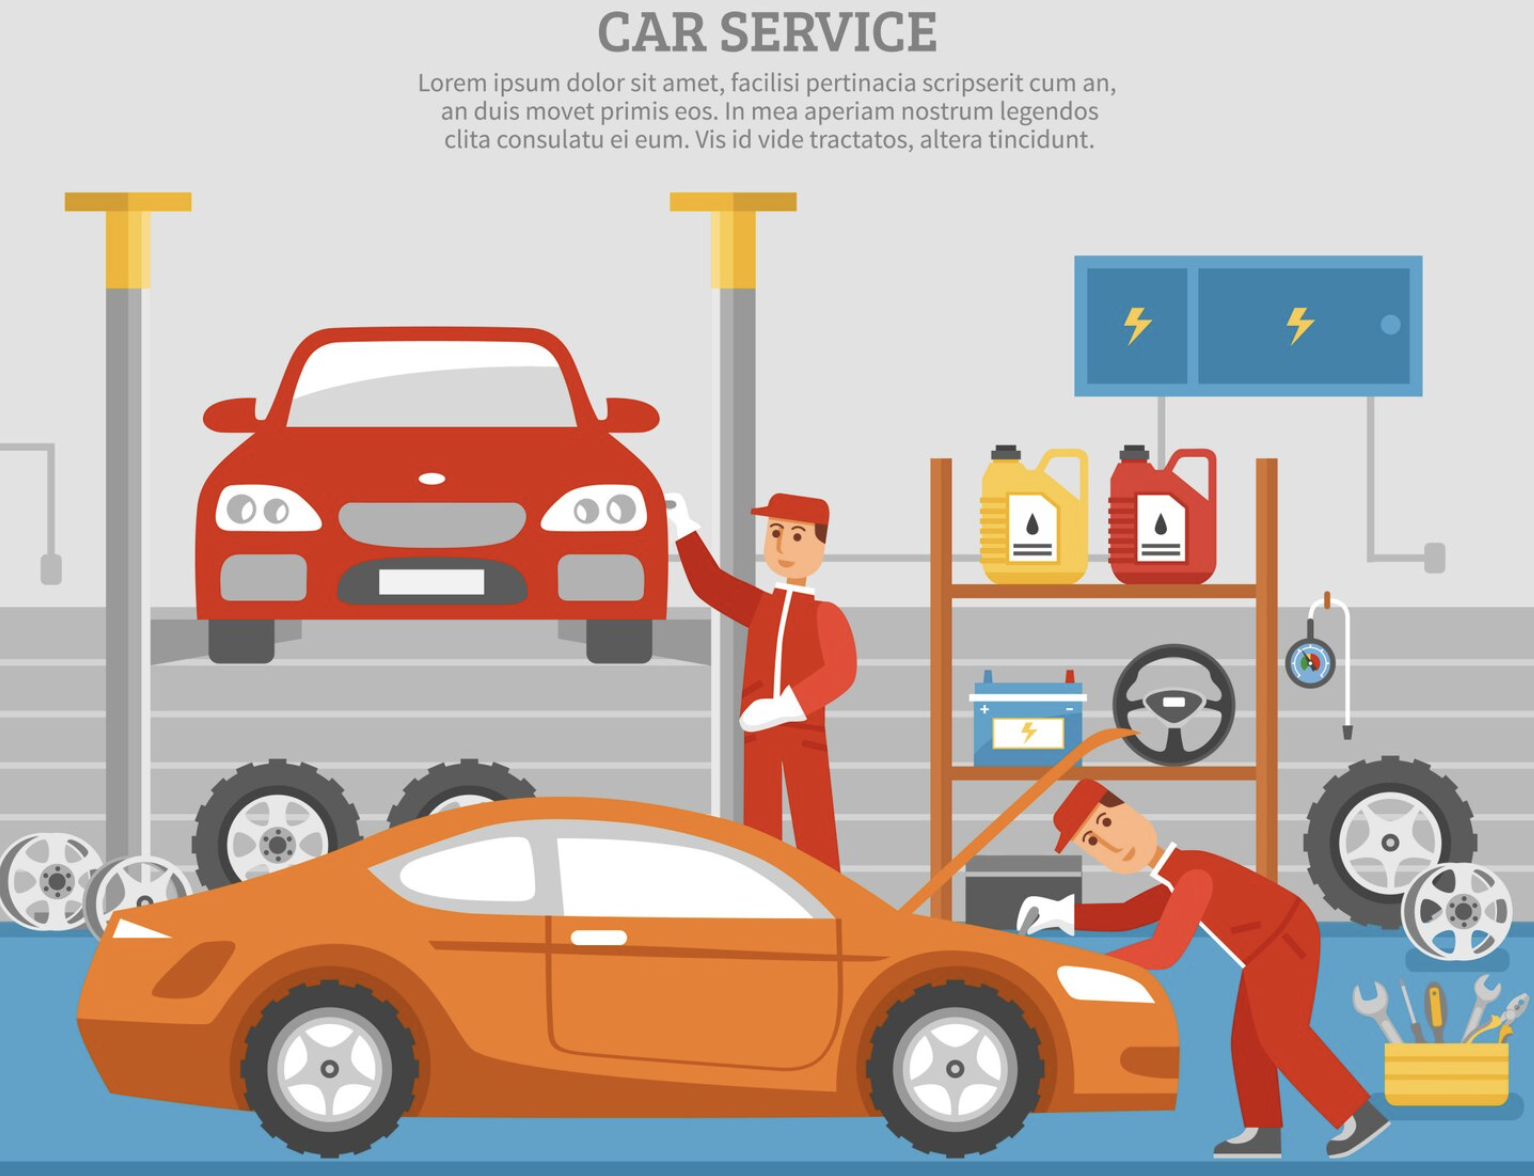 CAR SERVICE
Lorem ipsum dolor sit amet, facilisi pertinacia scripserit cum an,
an duis movet primis eos. In mea aperiam nostrum legendos
clita consulatu ei eum. Vis id vide tractatos, altera tincidunt.
+ -